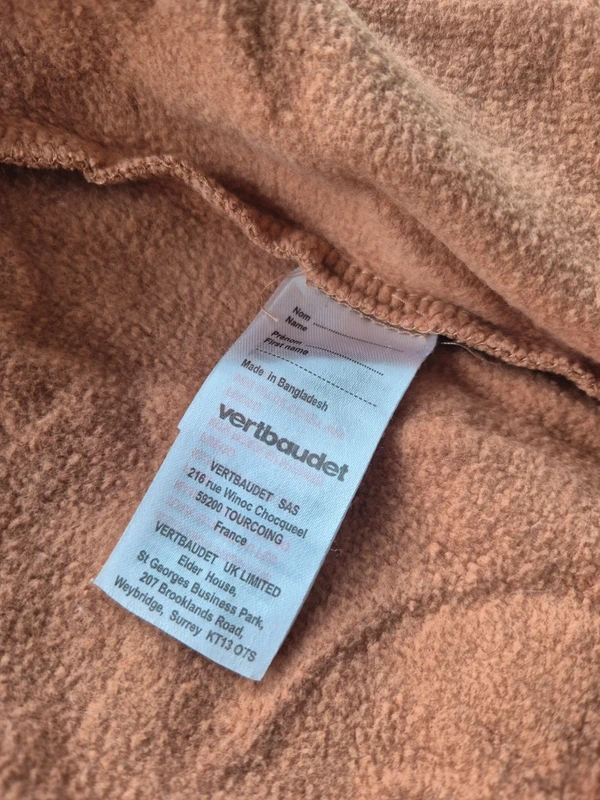 Nom
Name
Prénom
First name
Made in Bangladesh
vertbaudet
VERTBAUDET SAS
216 rue Winoc Chocqueel
59200 TOURCOING
France
VERTBAUDET UK LIMITED
Elder House,
St Georges Business Park,
207 Brooklands Road,
Weybridge, Surrey KT13 OTS